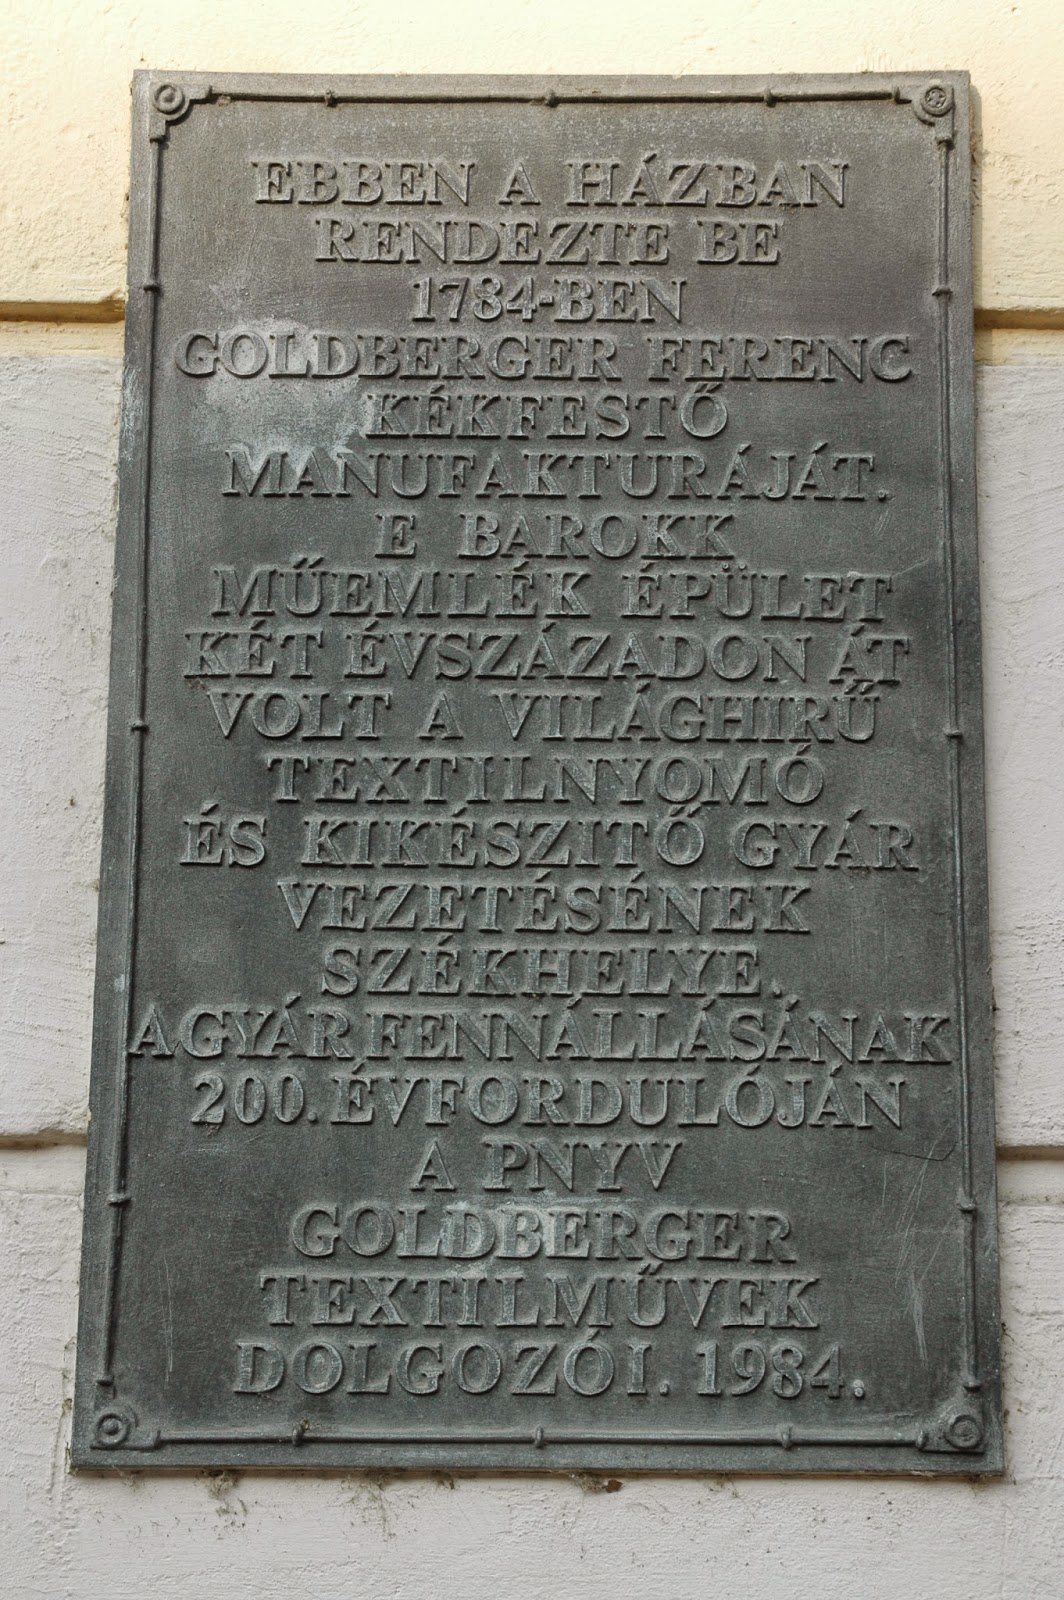 EBBEN A HÁZBAN
RENDEZTE BE
1784-BEN
GOLDBERGER FERENC
KÉKFESTŐ
MANUFAKTURÁJÁT.
E BAROKK
MŰEMLÉK ÉPÜLET
KÉT ÉVSZÁZADON ÁT
VOLT A VILÁGHIRŰ
TEXTILNYOMÓ
ÉS KIKÉSZITŐ GYÁR
VEZETÉSÉNEK
SZÉKHELYE.
A GYÁR FENNÁLLÁSÁNAK
200. ÉVFORDULÓJÁN
A PNYV
GOLDBERGER
TEXTILMŰVEK
DOLGOZÓI. 1984.